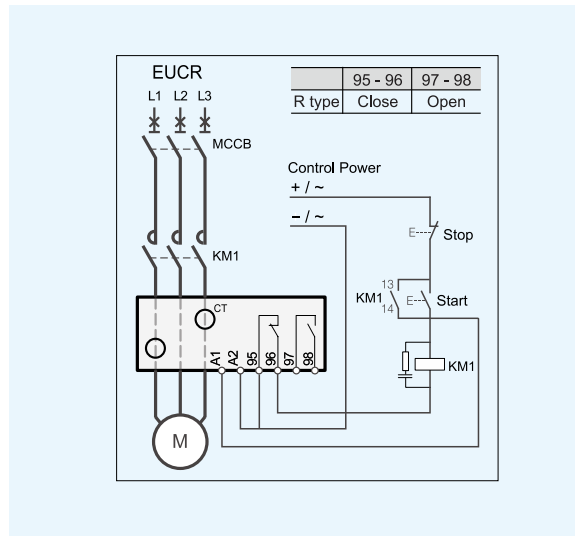 EUCR
L1 L2 L3
MCCB
KM1
95 - 96 97 - 98
R type Close Open
Control Power
+ / ~
− / ~
E Stop
13
KM1 E Start
14
KM1
CT
A1 A2 95 96 97 98
M